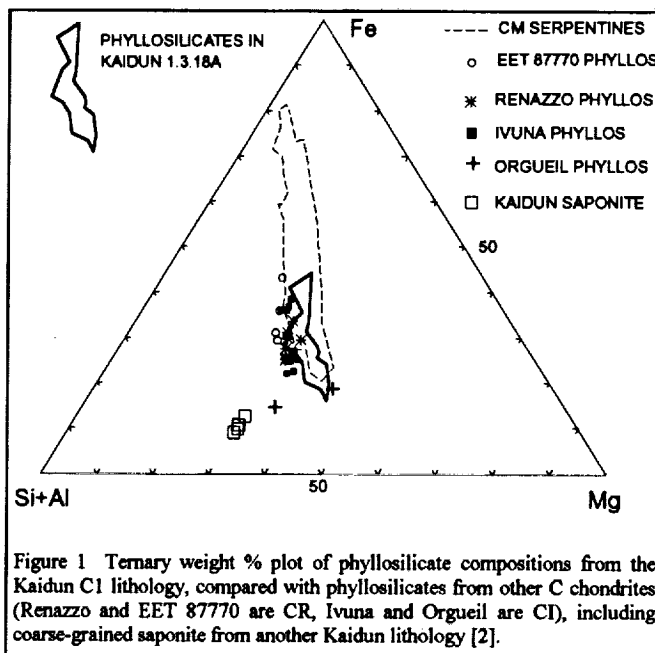 PHYLLOSILICATES IN
KAIDUN 1.3.18A
Fe
CM SERPENTINES
EET 87770 PHYLLOS
RENAZZO PHYLLOS
IVUNA PHYLLOS
ORGUEIL PHYLLOS
KAIDUN SAPONITE
50
Si+Al
50
Mg
Figure 1 Ternary weight % plot of phyllosilicate compositions from the
Kaidun C1 lithology, compared with phyllosilicates from other C chondrites
(Renazzo and EET 87770 are CR, Ivuna and Orgueil are CI), including
coarse-grained saponite from another Kaidun lithology [2].